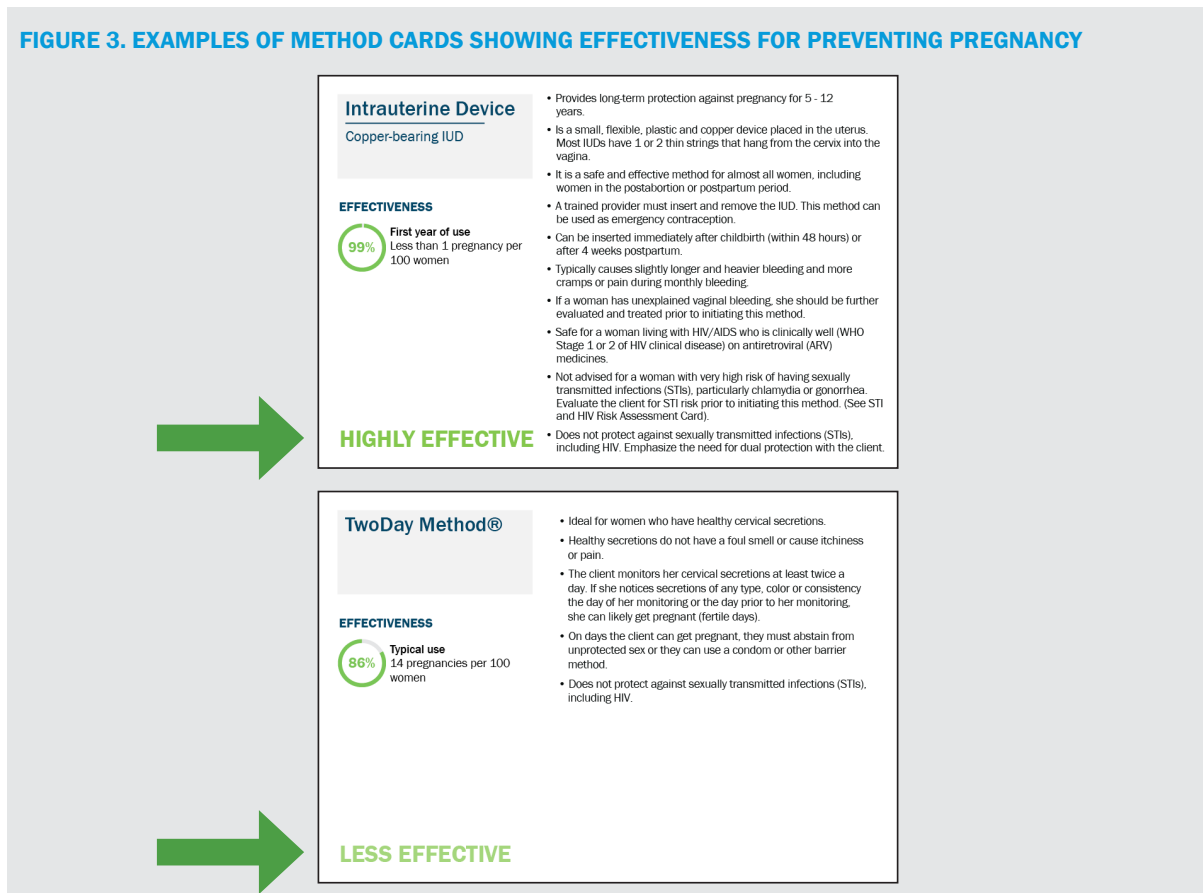 FIGURE 3. EXAMPLES OF METHOD CARDS SHOWING EFFECTIVENESS FOR PREVENTING PREGNANCY
Intrauterine Device
Copper-bearing IUD
EFFECTIVENESS
99%
First year of use
Less than 1 pregnancy per
100 women
HIGHLY EFFECTIVE
• Provides long-term protection against pregnancy for 5 - 12
years.
• Is a small, flexible, plastic and copper device placed in the uterus.
Most IUDs have 1 or 2 thin strings that hang from the cervix into the
vagina.
• It is a safe and effective method for almost all women, including
women in the postabortion or postpartum period.
• A trained provider must insert and remove the IUD. This method can
be used as emergency contraception.
• Can be inserted immediately after childbirth (within 48 hours) or
after 4 weeks postpartum.
• Typically causes slightly longer and heavier bleeding and more
cramps or pain during monthly bleeding.
• If a woman has unexplained vaginal bleeding, she should be further
evaluated and treated prior to initiating this method.
• Safe for a woman living with HIV/AIDS who is clinically well (WHO
Stage 1 or 2 of HIV clinical disease) on antiretroviral (ARV)
medicines.
• Not advised for a woman with very high risk of having sexually
transmitted infections (STIs), particularly chlamydia or gonorrhea.
Evaluate the client for STI risk prior to initiating this method. (See STI
and HIV Risk Assessment Card).
• Does not protect against sexually transmitted infections (STIs),
including HIV. Emphasize the need for dual protection with the client.
TwoDay Method®
EFFECTIVENESS
86%
Typical use
14 pregnancies per 100
women
LESS EFFECTIVE
• Ideal for women who have healthy cervical secretions.
• Healthy secretions do not have a foul smell or cause itchiness
or pain.
• The client monitors her cervical secretions at least twice a
day. If she notices secretions of any type, color or consistency
the day of her monitoring or the day prior to her monitoring,
she can likely get pregnant (fertile days).
• On days the client can get pregnant, they must abstain from
unprotected sex or they can use a condom or other barrier
method.
• Does not protect against sexually transmitted infections (STIs),
including HIV.